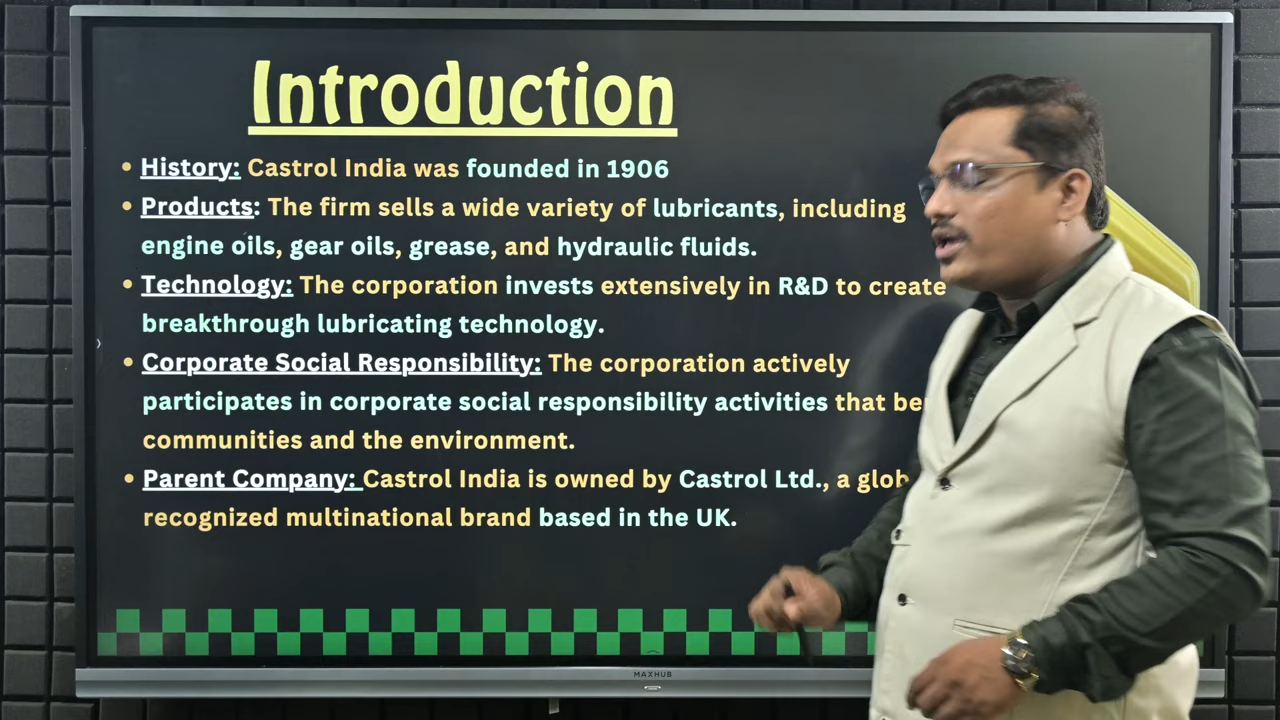 Introduction
• History: Castrol India was founded in 1906
• Products: The firm sells a wide variety of lubricants, including
engine oils, gear oils, grease, and hydraulic fluids.
• Technology: The corporation invests extensively in R&D to create
breakthrough lubricating technology.
• Corporate Social Responsibility: The corporation actively
participates in corporate social responsibility activities that
communities and the environment.
• Parent Company: Castrol India is owned by Castrol Ltd., a
recognized multinational brand based in the UK.
MAXHUB